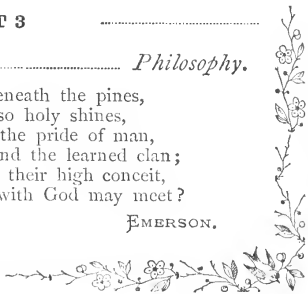 T 3
Philosophy.
eneath the pines,
so holy shines,
the pride of man,
nd the learned clan;
their high conceit,
with God may meet?
EMERSON.